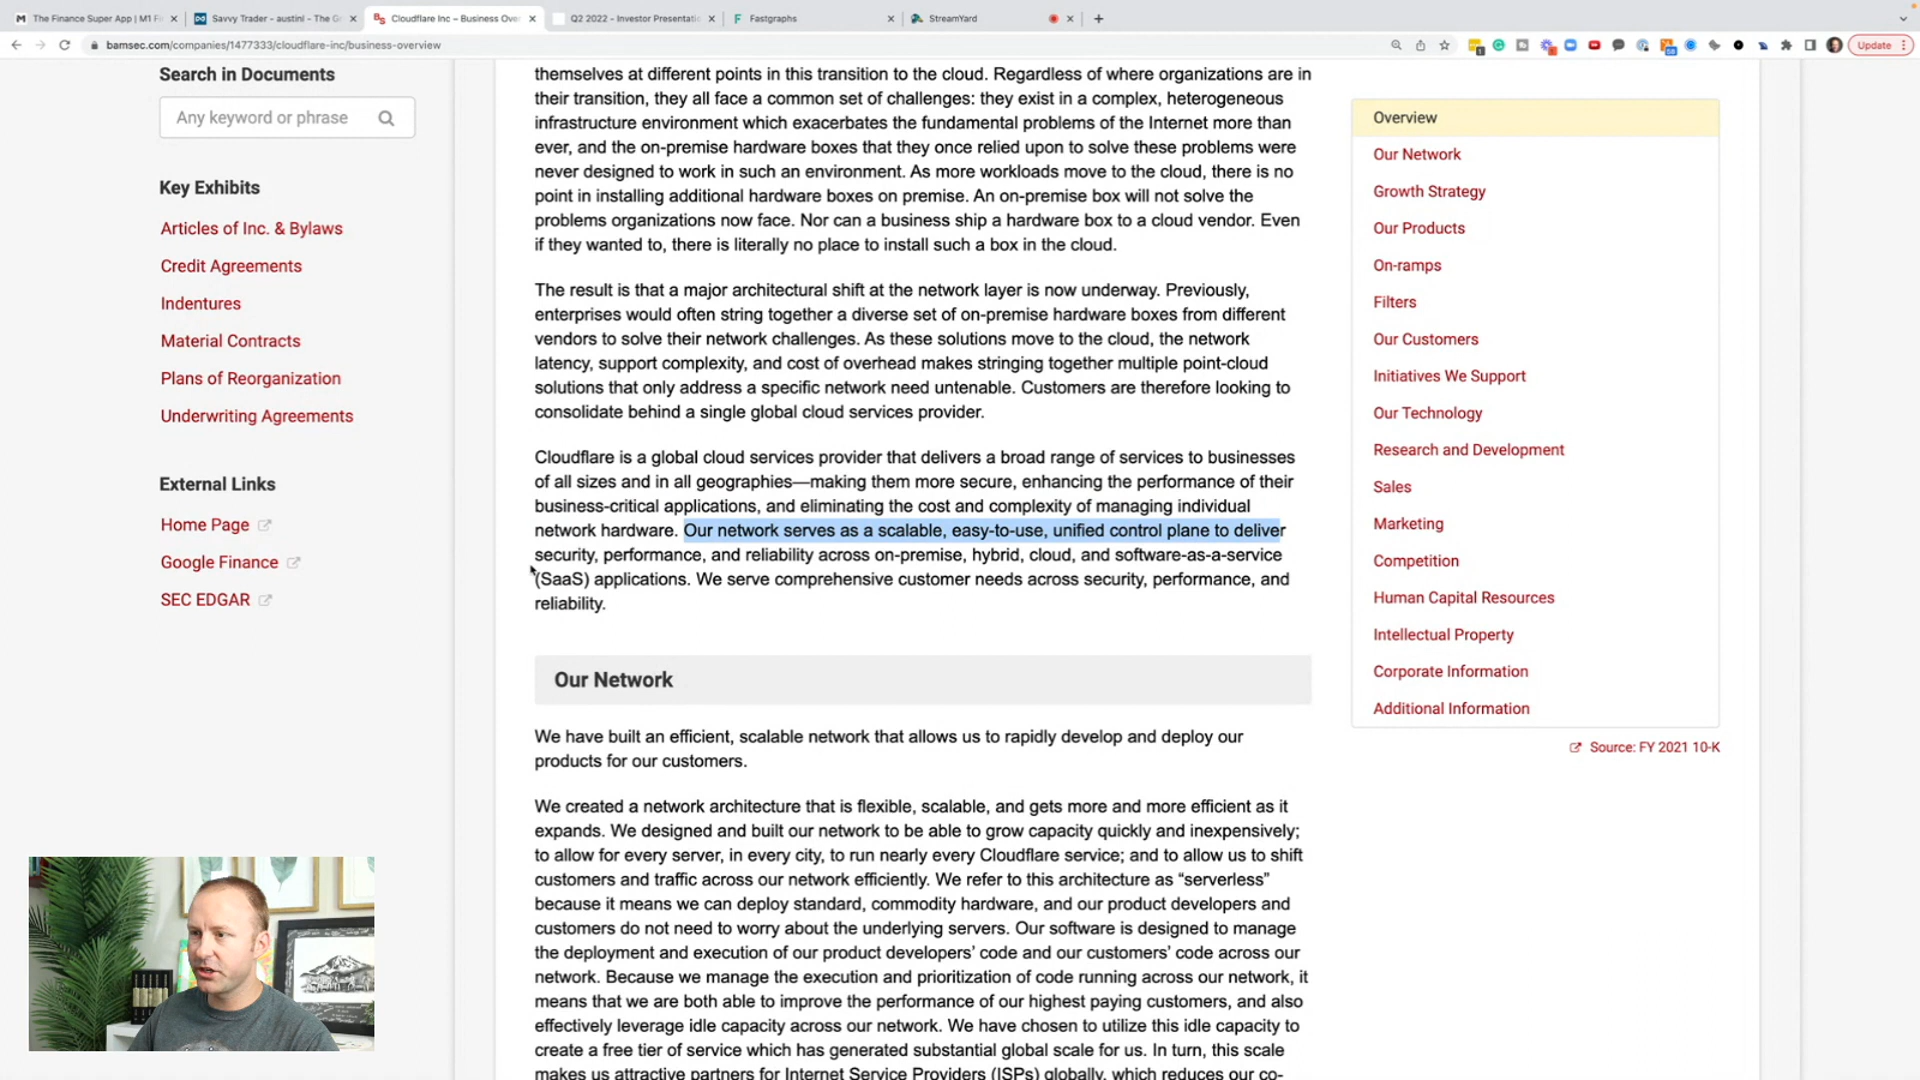 The Finance Super App | M1 Fi
Savvy Trader - austinl - The G
Cloudflare Inc – Business Over
Q2 2022 - Investor Presentatio
Fastgraphs
StreamYard
bamsec.com/companies/1477333/cloudflare-inc/business-overview
Update
Search in Documents
Any keyword or phrase
Key Exhibits
Articles of Inc. & Bylaws
Credit Agreements
Indentures
Material Contracts
Plans of Reorganization
Underwriting Agreements
External Links
Home Page
Google Finance
SEC EDGAR
themselves at different points in this transition to the cloud. Regardless of where organizations are in
their transition, they all face a common set of challenges: they exist in a complex, heterogeneous
infrastructure environment which exacerbates the fundamental problems of the Internet more than
ever, and the on-premise hardware boxes that they once relied upon to solve these problems were
never designed to work in such an environment. As more workloads move to the cloud, there is no
point in installing additional hardware boxes on premise. An on-premise box will not solve the
problems organizations now face. Nor can a business ship a hardware box to a cloud vendor. Even
if they wanted to, there is literally no place to install such a box in the cloud.
The result is that a major architectural shift at the network layer is now underway. Previously,
enterprises would often string together a diverse set of on-premise hardware boxes from different
vendors to solve their network challenges. As these solutions move to the cloud, the network
latency, support complexity, and cost of overhead makes stringing together multiple point-cloud
solutions that only address a specific network need untenable. Customers are therefore looking to
consolidate behind a single global cloud services provider.
Cloudflare is a global cloud services provider that delivers a broad range of services to businesses
of all sizes and in all geographies—making them more secure, enhancing the performance of their
business-critical applications, and eliminating the cost and complexity of managing individual
network hardware. Our network serves as a scalable, easy-to-use, unified control plane to deliver
security, performance, and reliability across on-premise, hybrid, cloud, and software-as-a-service
(SaaS) applications. We serve comprehensive customer needs across security, performance, and
reliability.
Our Network
We have built an efficient, scalable network that allows us to rapidly develop and deploy our
products for our customers.
We created a network architecture that is flexible, scalable, and gets more and more efficient as it
expands. We designed and built our network to be able to grow capacity quickly and inexpensively;
to allow for every server, in every city, to run nearly every Cloudflare service; and to allow us to shift
customers and traffic across our network efficiently. We refer to this architecture as “serverless”
because it means we can deploy standard, commodity hardware, and our product developers and
customers do not need to worry about the underlying servers. Our software is designed to manage
the deployment and execution of our product developers’ code and our customers’ code across our
network. Because we manage the execution and prioritization of code running across our network, it
means that we are both able to improve the performance of our highest paying customers, and also
effectively leverage idle capacity across our network. We have chosen to utilize this idle capacity to
create a free tier of service which has generated substantial global scale for us. In turn, this scale
makes us attractive partners for Internet Service Providers (ISPs) globally, which reduces our co-
Overview
Our Network
Growth Strategy
Our Products
On-ramps
Filters
Our Customers
Initiatives We Support
Our Technology
Research and Development
Sales
Marketing
Competition
Human Capital Resources
Intellectual Property
Corporate Information
Additional Information
Source: FY 2021 10-K